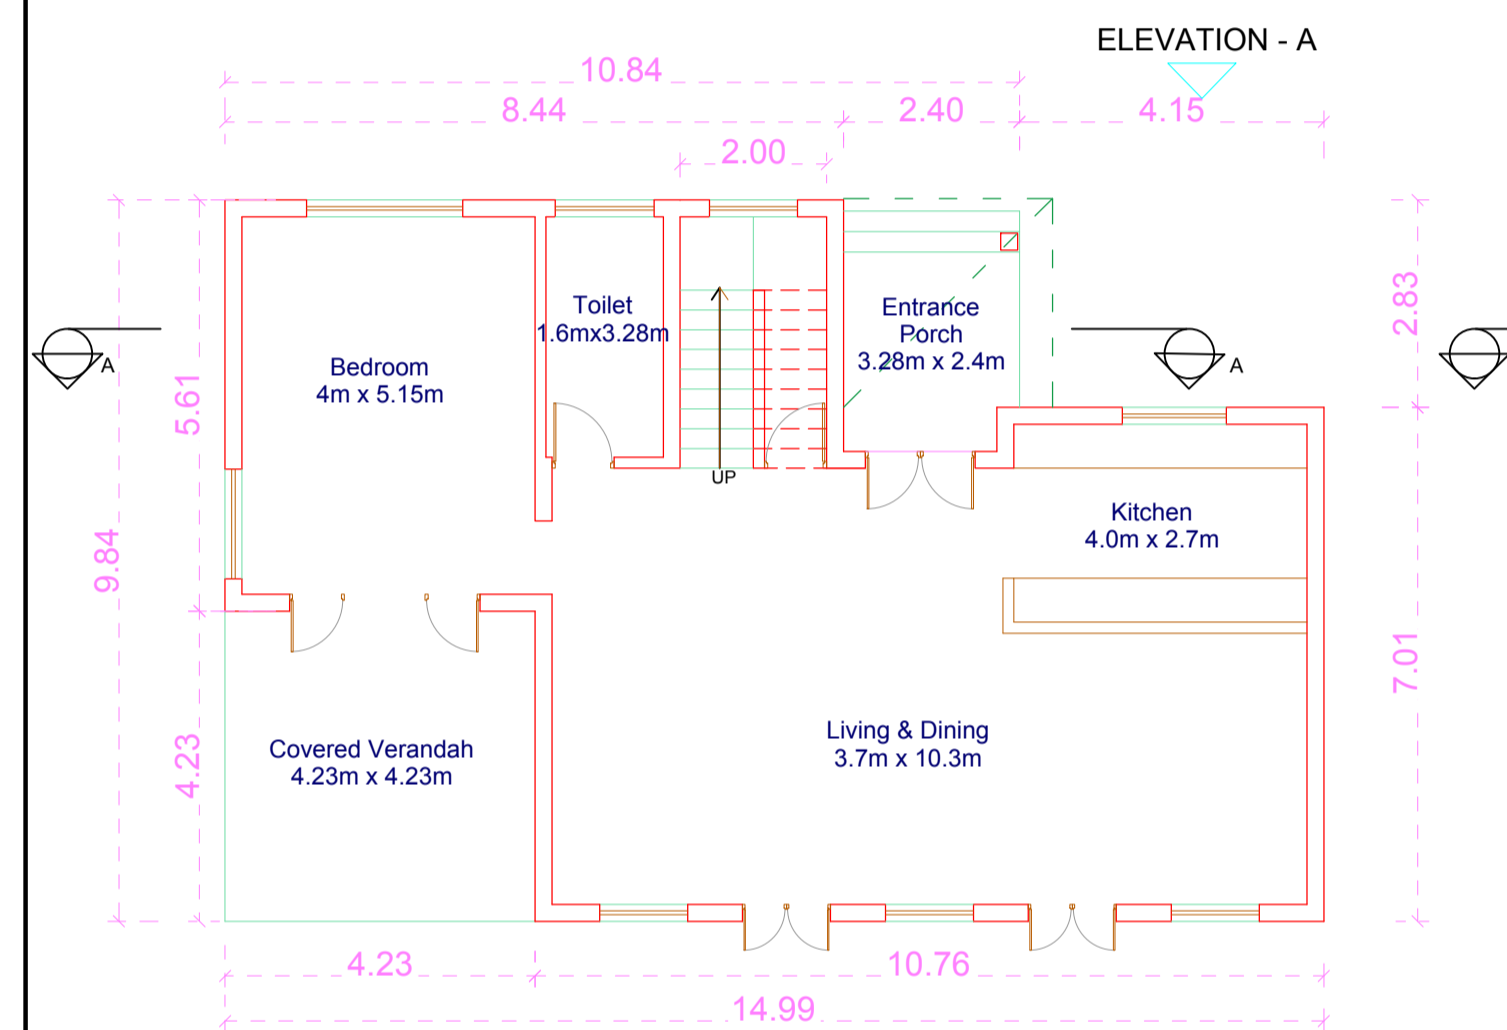 ELEVATION - A
10.84
8.44
2.40
4.15
2.00
Toilet
1.6mx3.28m
Entrance
Porch
3.28m x 2.4m
2.83
Bedroom
4m x 5.15m
A
A
5.61
UP
Kitchen
4.0m x 2.7m
9.84
7.01
Living & Dining
3.7m x 10.3m
Covered Verandah
4.23m x 4.23m
4.23
4.23
10.76
14.99